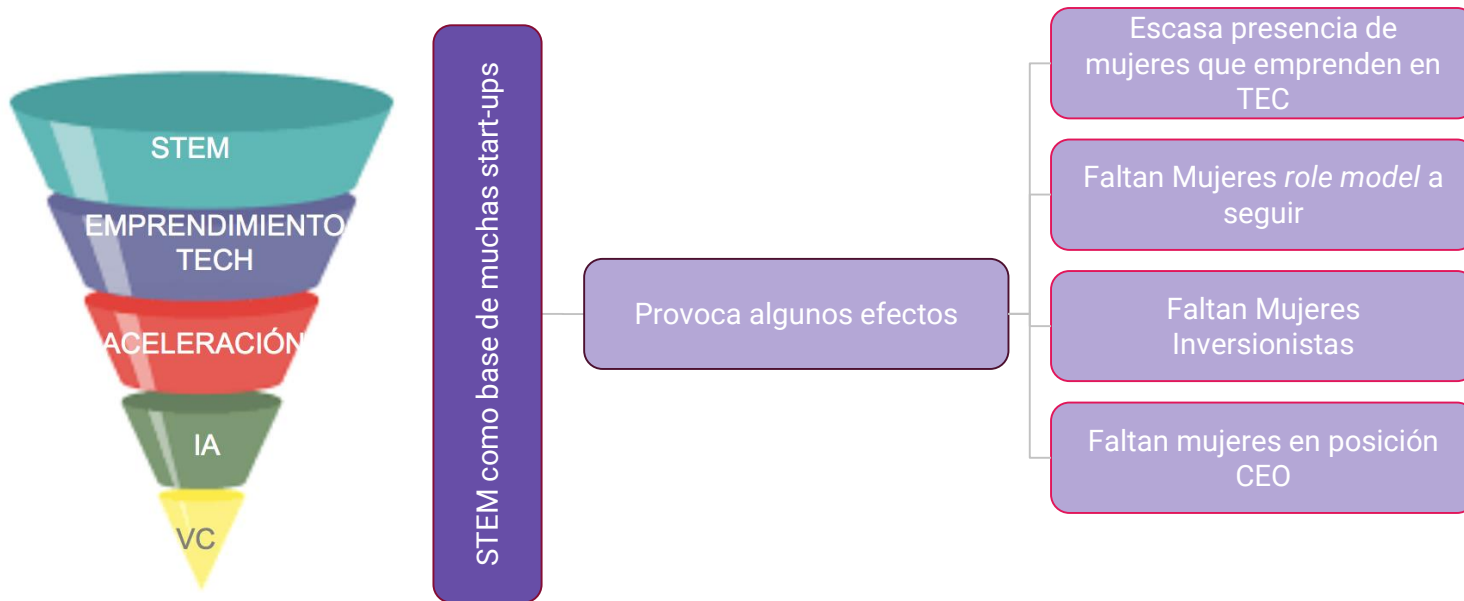 STEM
EMPRENDIMIENTO
TECH
ACELERACIÓN
IA
VC
STEM como base de muchas start-ups
Provoca algunos efectos
Escasa presencia de
mujeres que emprenden en
TEC
Faltan Mujeres role model a
seguir
Faltan Mujeres
Inversionistas
Faltan mujeres en posición
CEO